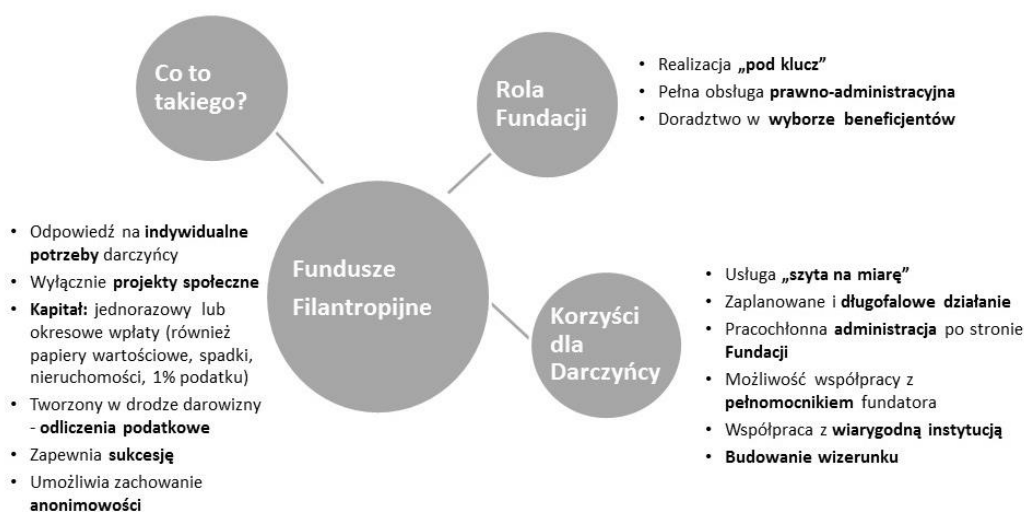 Co to
takiego?
• Odpowiedź na indywidualne
potrzeby darczyńcy
• Wyłącznie projekty społeczne
• Kapitał: jednorazowy lub
okresowe wpłaty (również
papiery wartościowe, spadki,
nieruchomości, 1% podatku)
• Tworzony w drodze darowizny
- odliczenia podatkowe
• Zapewnia sukcesję
• Umożliwia zachowanie
anonimowości
Fundusze
Filantropijne
Rola
Fundacji
• Realizacja „pod klucz”
• Pełna obsługa prawno-administracyjna
• Doradztwo w wyborze beneficjentów
Korzyści
dla
Darczyńcy
• Usługa „szyta na miarę”
• Zaplanowane i długofalowe działanie
• Pracochłonna administracja po stronie
Fundacji
• Możliwość współpracy z
pełnomocnikiem fundatora
• Współpraca z wiarygodną instytucją
• Budowanie wizerunku